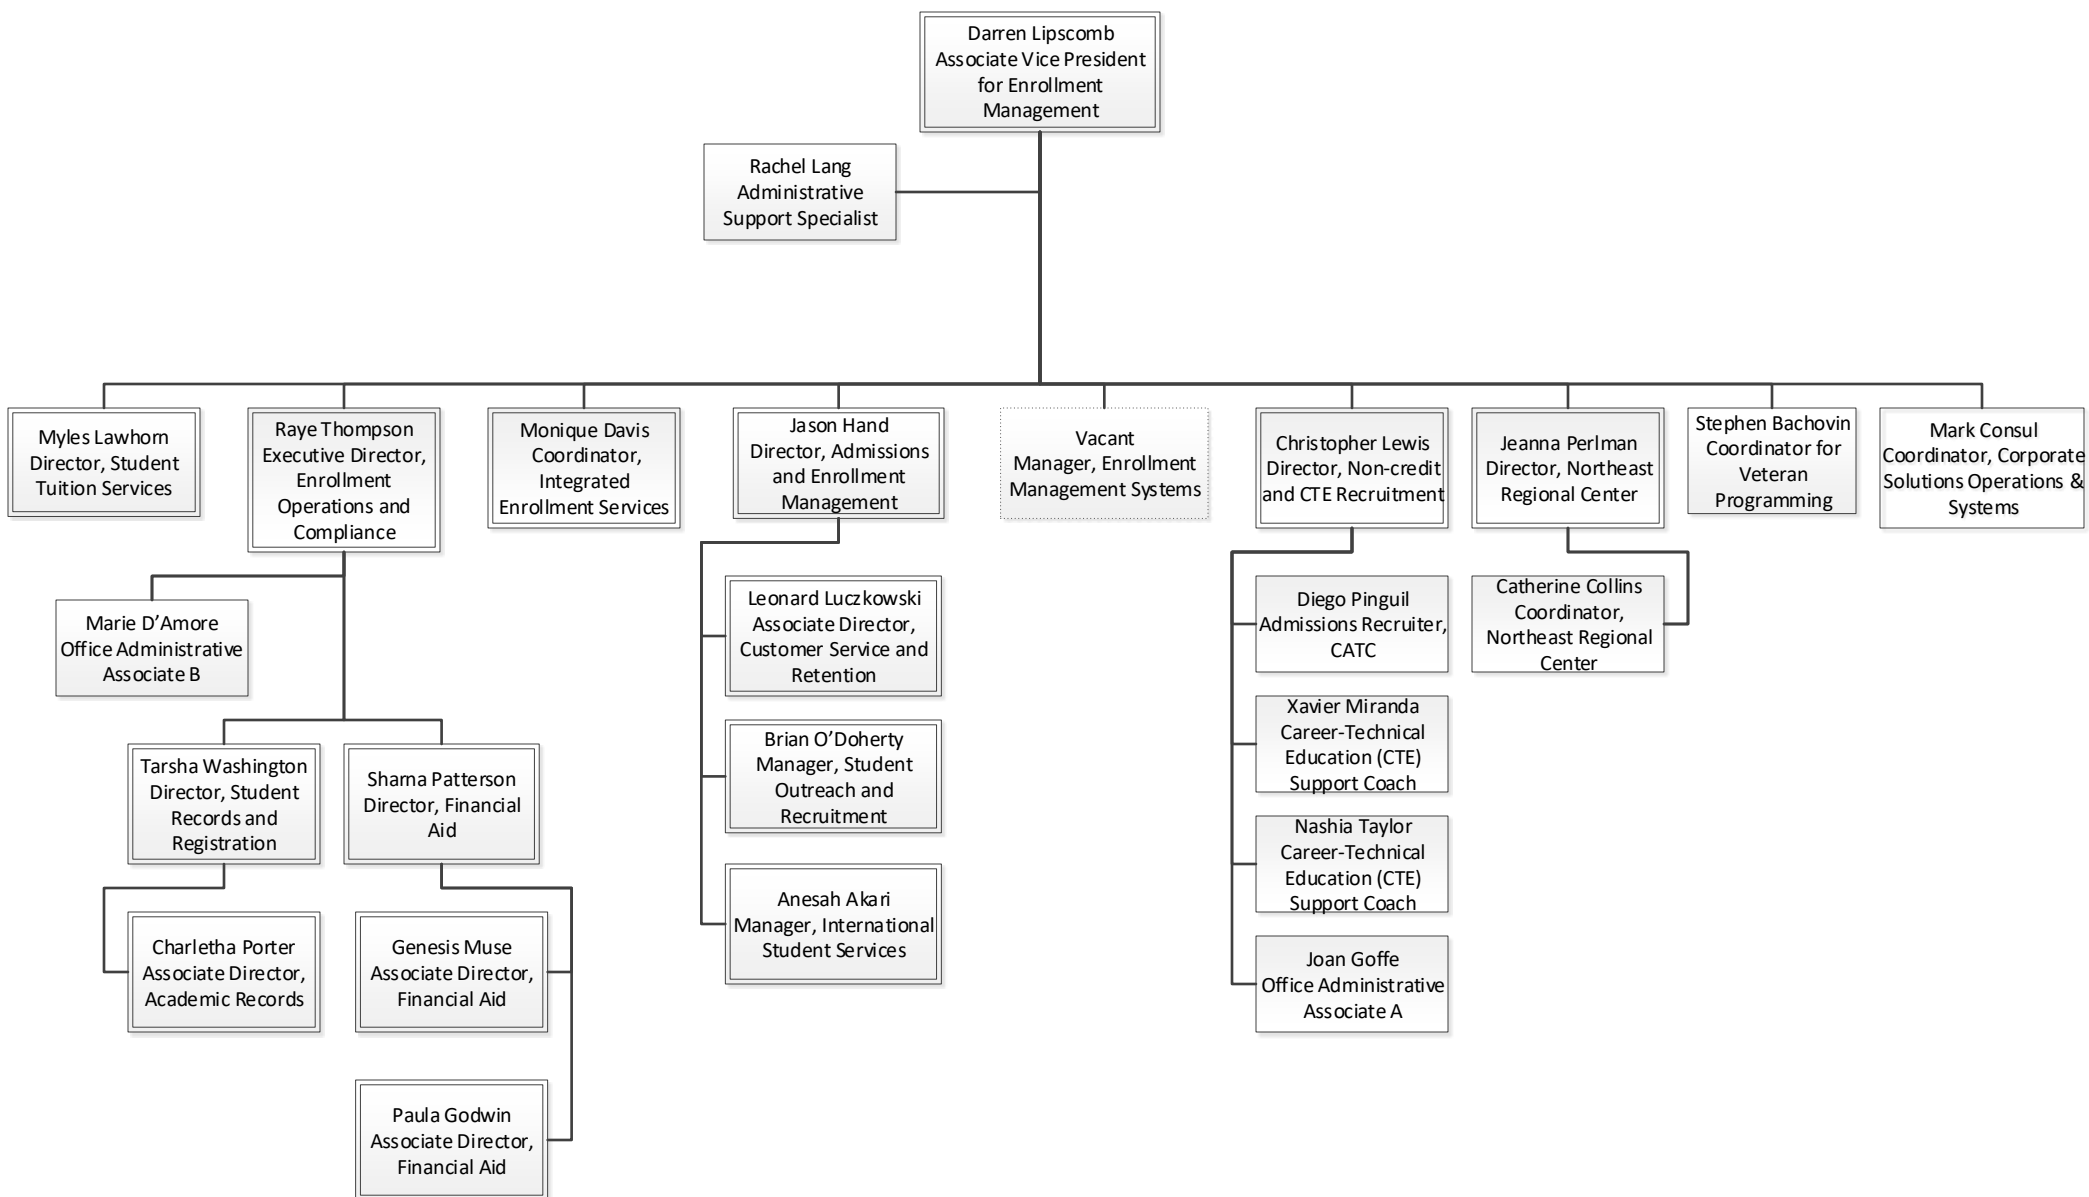 Darren Lipscomb
Associate Vice President
for Enrollment
Management
Rachel Lang
Administrative
Support Specialist
Myles Lawhorn
Director, Student
Tuition Services
Raye Thompson
Executive Director,
Enrollment
Operations and
Compliance
Monique Davis
Coordinator,
Integrated
Enrollment Services
Jason Hand
Director, Admissions
and Enrollment
Management
Vacant
Manager, Enrollment
Management Systems
Christopher Lewis
Director, Non-credit
and CTE Recruitment
Jeanna Perlman
Director, Northeast
Regional Center
Stephen Bachovin
Coordinator for
Veteran
Programming
Mark Consul
Coordinator, Corporate
Solutions Operations &
Systems
Marie D’Amore
Office Administrative
Associate B
Tarsha Washington
Director, Student
Records and
Registration
Sharna Patterson
Director, Financial
Aid
Charletha Porter
Associate Director,
Academic Records
Genesis Muse
Associate Director,
Financial Aid
Paula Godwin
Associate Director,
Financial Aid
Leonard Luczkowski
Associate Director,
Customer Service and
Retention
Brian O’Doherty
Manager, Student
Outreach and
Recruitment
Anesah Akari
Manager, International
Student Services
Diego Pinguil
Admissions Recruiter,
CATC
Xavier Miranda
Career-Technical
Education (CTE)
Support Coach
Nashia Taylor
Career-Technical
Education (CTE)
Support Coach
Joan Goffe
Office Administrative
Associate A
Catherine Collins
Coordinator,
Northeast Regional
Center